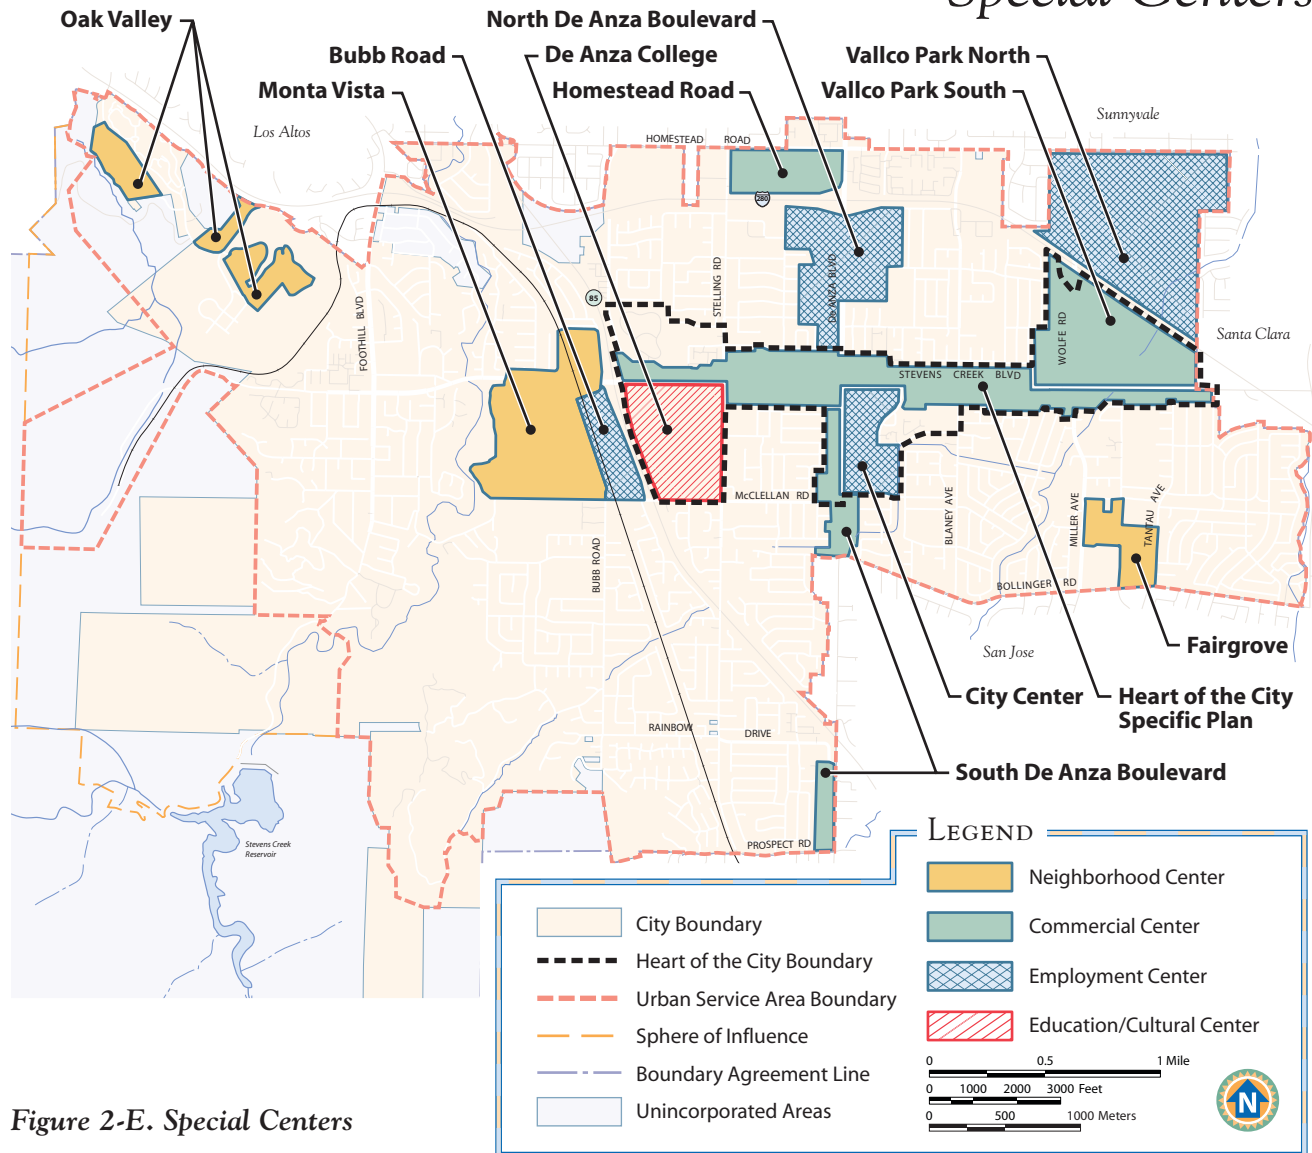 Special Centers
Oak Valley
North De Anza Boulevard
Bubb Road
De Anza College
Vallco Park North
Monta Vista
Homestead Road
Vallco Park South
Sunnyvale
Los Altos
HOMESTEAD ROAD
280
STELLING RD
DE ANZA BLVD
85
FOOTHILL BLVD
WOLFE RD
Santa Clara
STEVENS CREEK BLVD
McCLELLAN RD
BLANEY AVE
MILLER AVE
TANTAU AVE
BUBB ROAD
BOLLINGER RD
San Jose
Fairgrove
City Center
Heart of the City
Specific Plan
RAINBOW DRIVE
South De Anza Boulevard
Stevens Creek
Reservoir
PROSPECT RD
LEGEND
Neighborhood Center
City Boundary
Commercial Center
Heart of the City Boundary
Employment Center
Urban Service Area Boundary
Education/Cultural Center
Sphere of Influence
0 0.5 1 Mile
Boundary Agreement Line
0 1000 2000 3000 Feet
Unincorporated Areas
0 500 1000 Meters
N
Figure 2-E. Special Centers